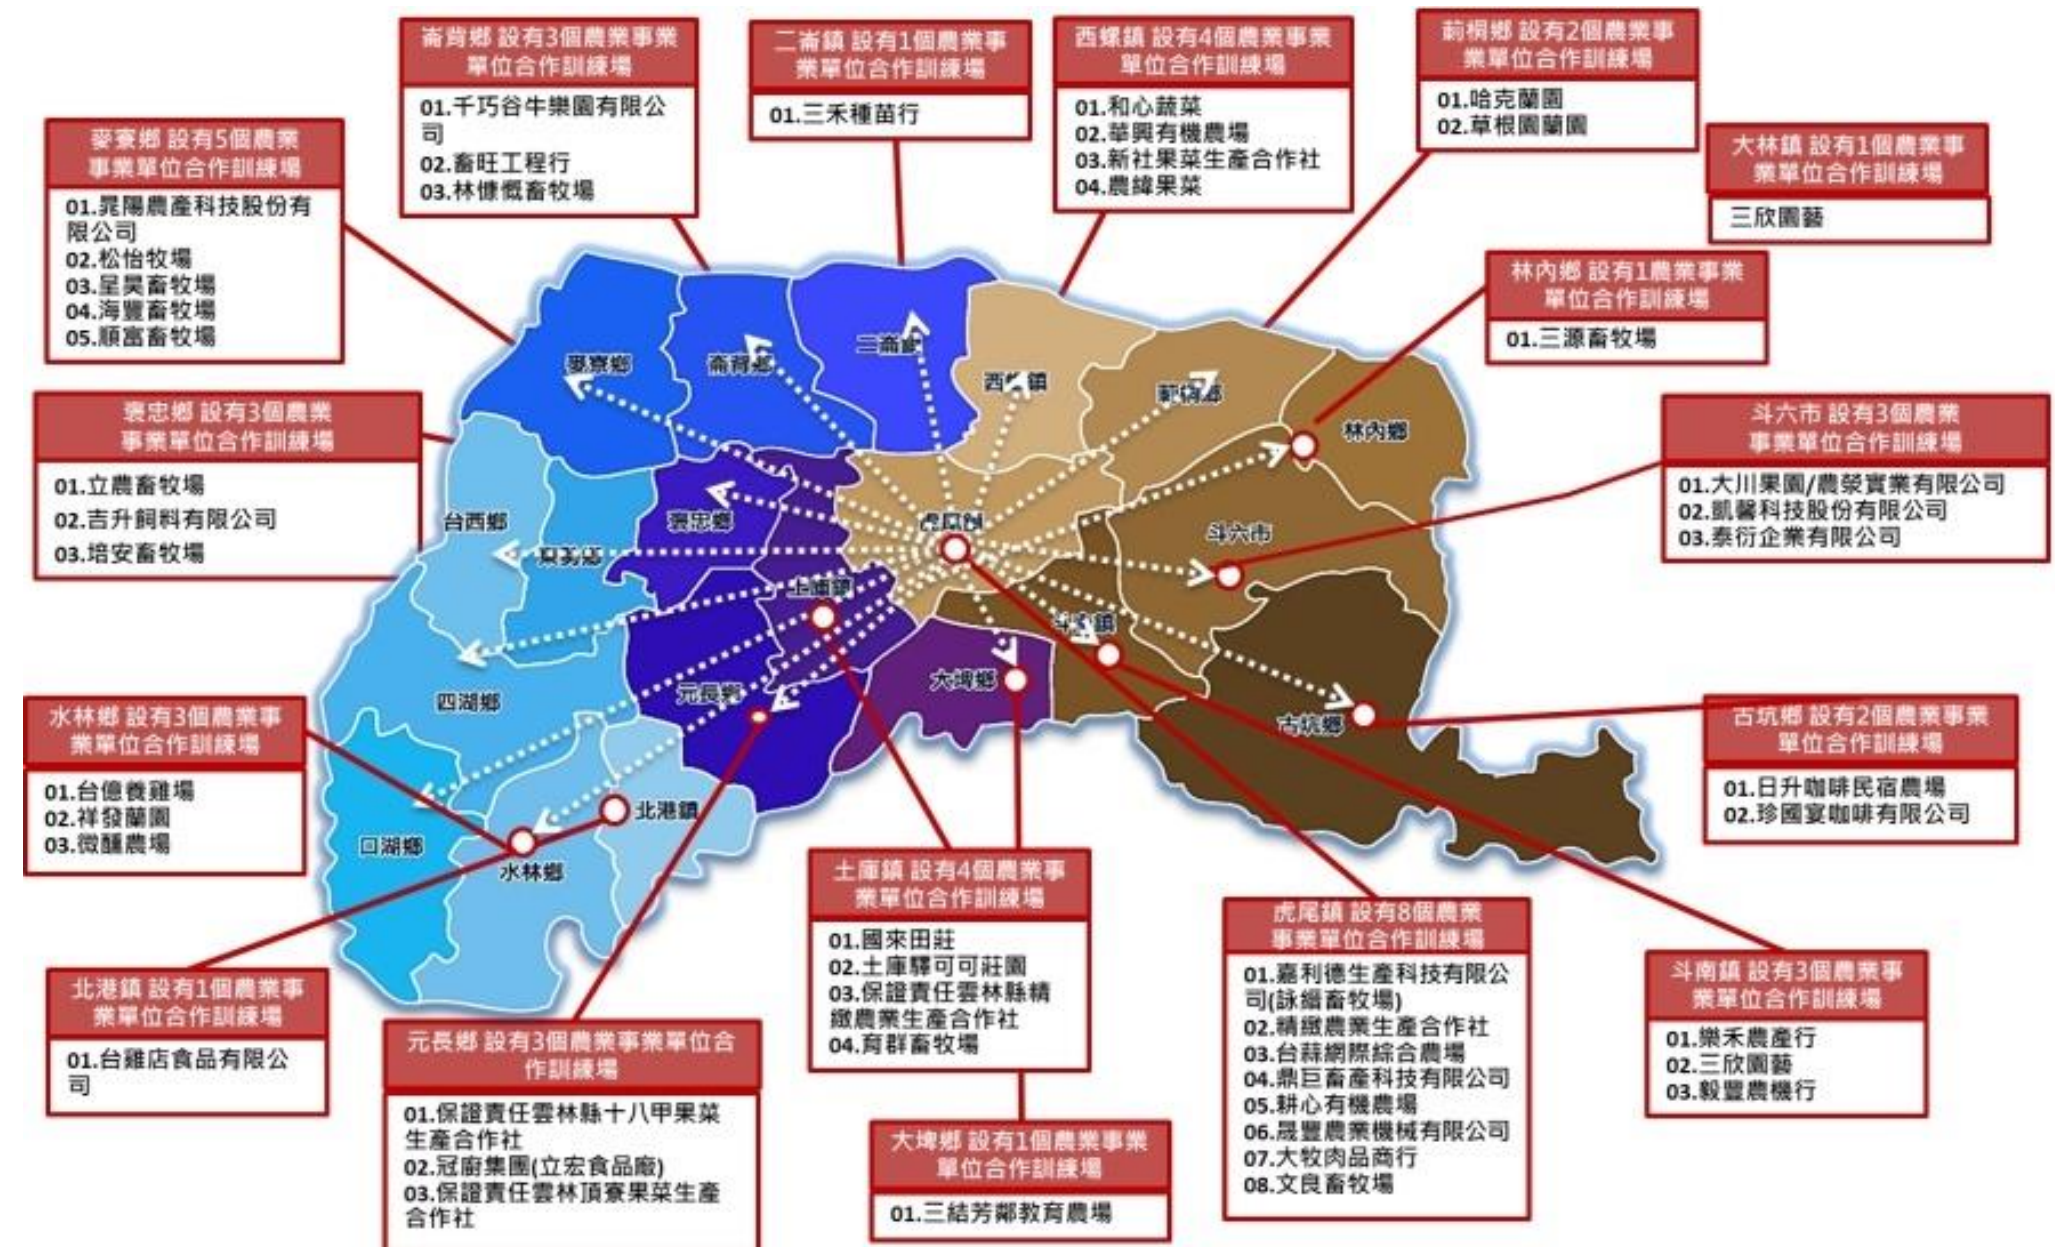 崙背鄉 設有3個農業事業
單位合作訓練場
01.千巧谷牛樂園有限公
司
02.畜旺工程行
03.林慷慨畜牧場
二崙鎮 設有1個農業事
業單位合作訓練場
01.三禾種苗行
西螺鎮 設有4個農業事業
單位合作訓練場
01.和心蔬菜
02.華興有機農場
03.新社果菜生產合作社
04.農緯果菜
莿桐鄉 設有2個農業事
業單位合作訓練場
01.哈克蘭園
02.草根園蘭園
大林鎮 設有1個農業事
業單位合作訓練場
三欣園藝
麥寮鄉 設有5個農業
事業單位合作訓練場
01.晁陽農產科技股份有
限公司
02.松怡牧場
03.呈昊畜牧場
04.海豐畜牧場
05.順富畜牧場
林內鄉 設有1農業事業
單位合作訓練場
01.三源畜牧場
褒忠鄉 設有3個農業
事業單位合作訓練場
01.立農畜牧場
02.吉升飼料有限公司
03.培安畜牧場
斗六市 設有3個農業
事業單位合作訓練場
01.大川果園/農滎實業有限公司
02.凱馨科技股份有限公司
03.泰衍企業有限公司
麥寮鄉
崙背鄉
二崙鄉
西螺鎮
莿桐鄉
林內鄉
台西鄉
東勢鄉
褒忠鄉
虎尾鎮
斗六市
土庫鎮
斗南鎮
四湖鄉
元長鄉
大埤鄉
古坑鄉
口湖鄉
水林鄉
北港鎮
水林鄉 設有3個農業事
業單位合作訓練場
01.台億養雞場
02.祥發蘭園
03.微醺農場
古坑鄉 設有2個農業事業
單位合作訓練場
01.日升咖啡民宿農場
02.珍國宴咖啡有限公司
北港鎮 設有1個農業事
業單位合作訓練場
01.台雞店食品有限公
司
元長鄉 設有3個農業事業單位合
作訓練場
01.保證責任雲林縣十八甲果菜
生產合作社
02.冠廚集團(立宏食品廠)
03.保證責任雲林頂寮果菜生產
合作社
土庫鎮 設有4個農業事
業單位合作訓練場
01.國來田莊
02.土庫驛可可莊園
03.保證責任雲林縣精
緻農業生產合作社
04.育群畜牧場
大埤鄉 設有1個農業事業
單位合作訓練場
01.三結芳鄰教育農場
虎尾鎮 設有8個農業
事業單位合作訓練場
01.嘉利德生產科技有限公
司(詠縉畜牧場)
02.精緻農業生產合作社
03.台蒜網際綜合農場
04.鼎巨畜產科技有限公司
05.耕心有機農場
06.晟豐農業機械有限公司
07.大牧肉品商行
08.文良畜牧場
斗南鎮 設有3個農業事
業單位合作訓練場
01.樂禾農產行
02.三欣園藝
03.毅豐農機行